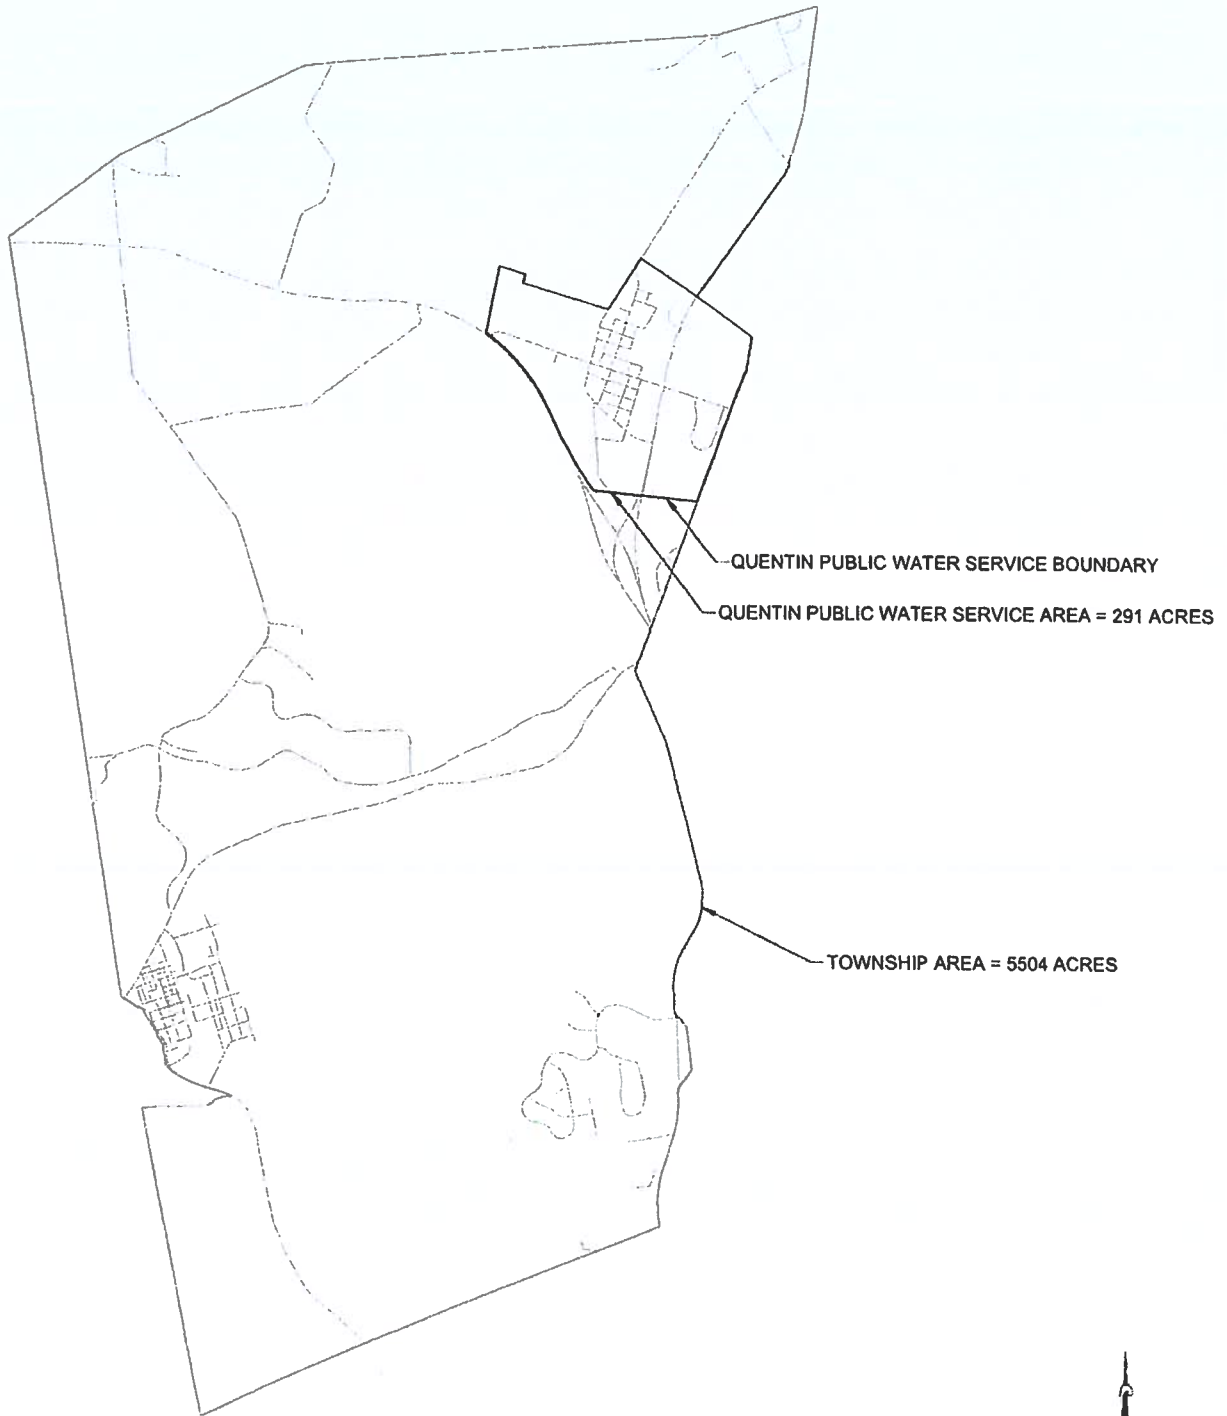 QUENTIN PUBLIC WATER SERVICE BOUNDARY
QUENTIN PUBLIC WATER SERVICE AREA = 291 ACRES
TOWNSHIP AREA = 5504 ACRES